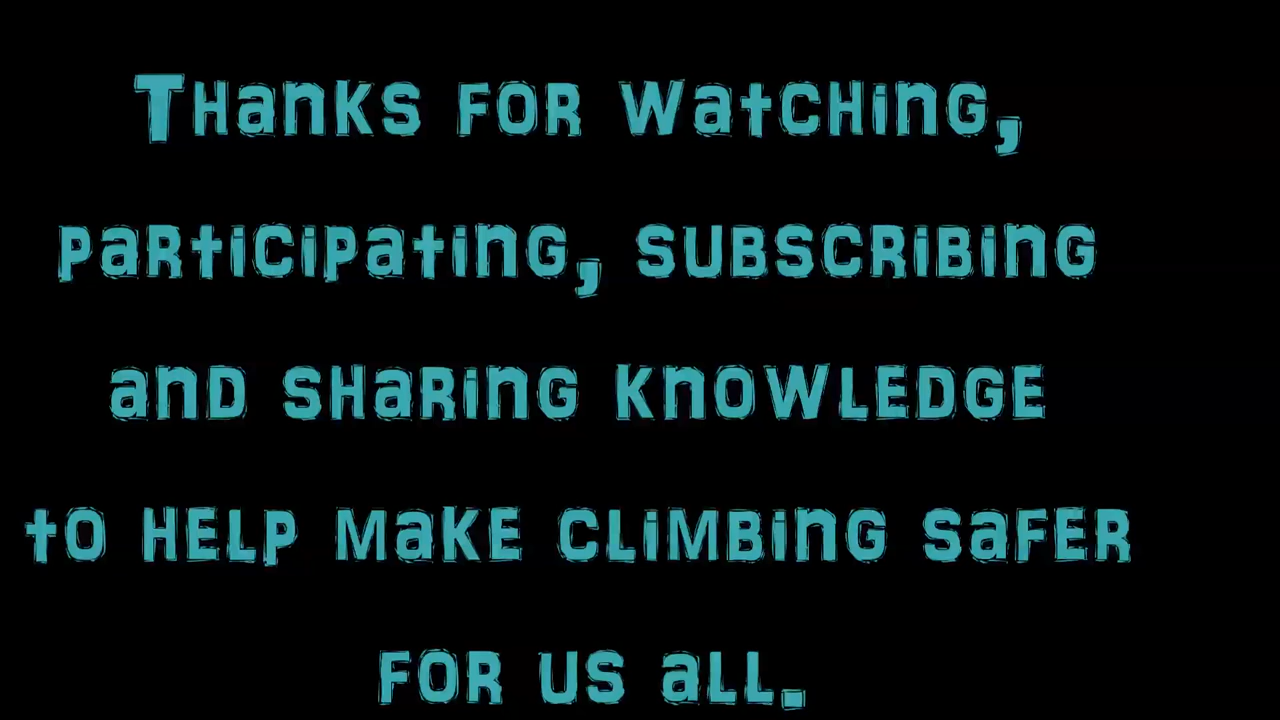 Thanks for watching,
participating, subscribing
and sharing knowledge
to help make climbing safer
for us all.